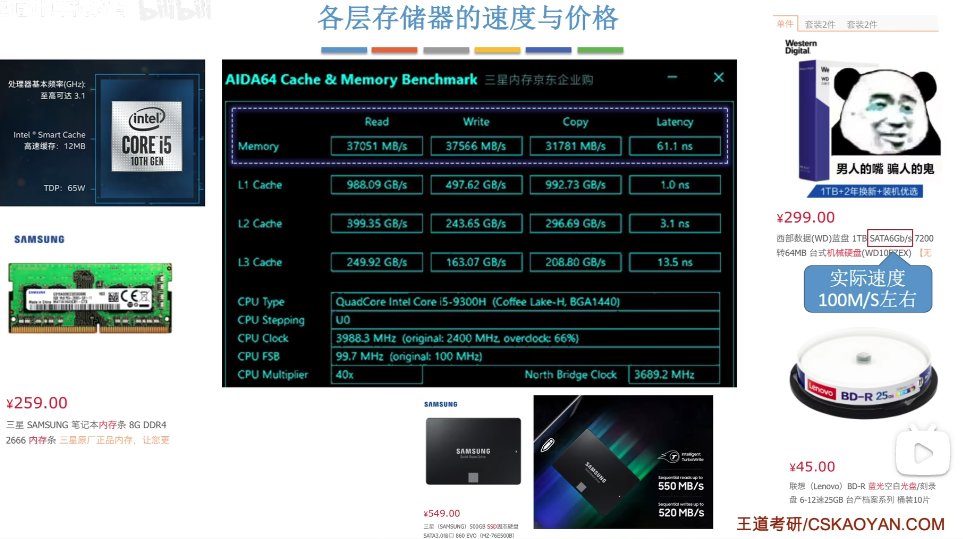 各层存储器的速度与价格
bilibili
处理器基本频率(GHz):
至高可达 3.1
Intel® Smart Cache
高速缓存: 12MB
TDP: 65W
intel
CORE i5
10TH GEN
SAMSUNG
¥259.00
三星 SAMSUNG 笔记本内存条 8G DDR4
2666 内存条 三星原厂正品内存，让您更
AIDA64 Cache & Memory Benchmark 三星内存京东企业购
Read Write Copy Latency
Memory 37051 MB/s 37566 MB/s 31781 MB/s 61.1 ns
L1 Cache 988.09 GB/s 497.62 GB/s 992.73 GB/s 1.0 ns
L2 Cache 399.35 GB/s 243.65 GB/s 296.69 GB/s 3.1 ns
L3 Cache 249.92 GB/s 163.07 GB/s 208.80 GB/s 13.5 ns
CPU Type QuadCore Intel Core i5-9300H (Coffee Lake-H, BGA1440)
CPU Stepping U0
CPU Clock 3988.3 MHz (original: 2400 MHz, overclock: 66%)
CPU FSB 99.7 MHz (original: 100 MHz)
CPU Multiplier 40x North Bridge Clock 3689.2 MHz
SAMSUNG
SAMSUNG
¥549.00
三星（SAMSUNG）500GB SSD固态硬盘
SATA3.0接口 860 EVO（MZ-76E500B）
SAMSUNG
Intelligent
TurboWrite
Sequential reads up to
550 MB/s
Sequential writes up to
520 MB/s
单件 套装2件 套装2件
Western
Digital.
男人的嘴 骗人的鬼
1TB+2年换新+装机优选
¥299.00
西部数据(WD)蓝盘 1TB SATA6Gb/s 7200
转64MB 台式机械硬盘(WD10EZEX) 【无
实际速度
100M/S左右
Lenovo BD-R 25GB
¥45.00
联想（Lenovo）BD-R 蓝光空白光盘/刻录
盘 6-12速25GB 台产档案系列 桶装10片
王道考研/CSKAOYAN.COM